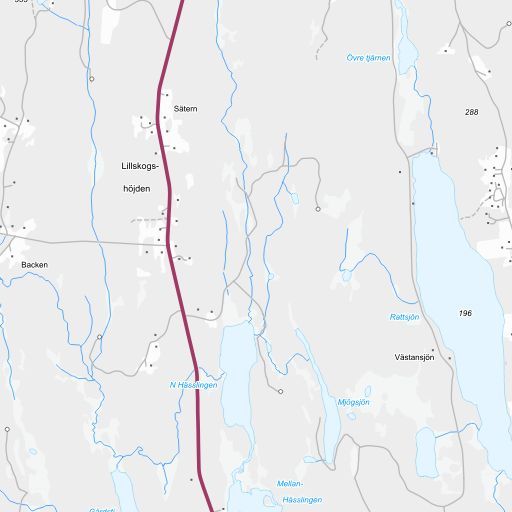 Övre tjärnen
Sätern
288
Lillskogs-
höjden
Backen
Rattsjön
196
Västansjön
N Hässlingen
Mjögsjön
Mellan-
Hässlingen